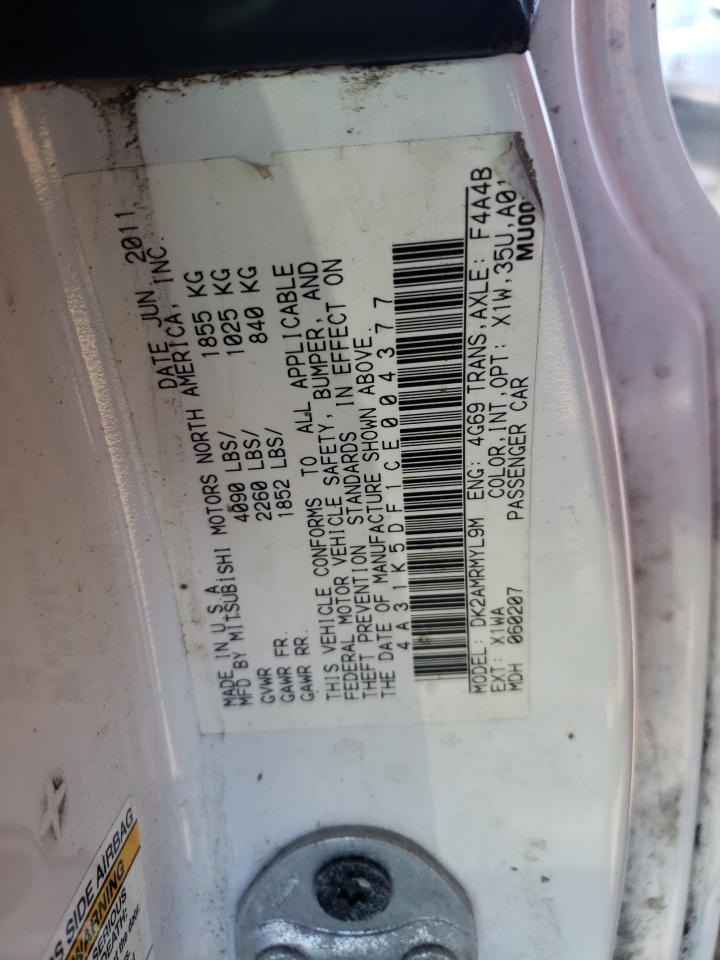 MADE IN U.S.A DATE JUN 2011
MFD BY MITSUBISHI MOTORS NORTH AMERICA, INC.
GVWR 4090 LBS/ 1855 KG
GAWR FR. 2260 LBS/ 1025 KG
GAWR RR. 1852 LBS/ 840 KG
THIS VEHICLE CONFORMS TO ALL APPLICABLE
FEDERAL MOTOR VEHICLE SAFETY, BUMPER, AND
THEFT PREVENTION STANDARDS IN EFFECT ON
THE DATE OF MANUFACTURE SHOWN ABOVE.
4A31K5DF1CE004377
MODEL: DK2AMRMYL9M ENG: 4G69 TRANS,AXLE: F4A4B
EXT: X1WA COLOR,INT,OPT: X1W,35U,A01
MDH 060207 PASSENGER CAR MU00
SIDE AIRBAG
WARNING
SERIOUS
the door